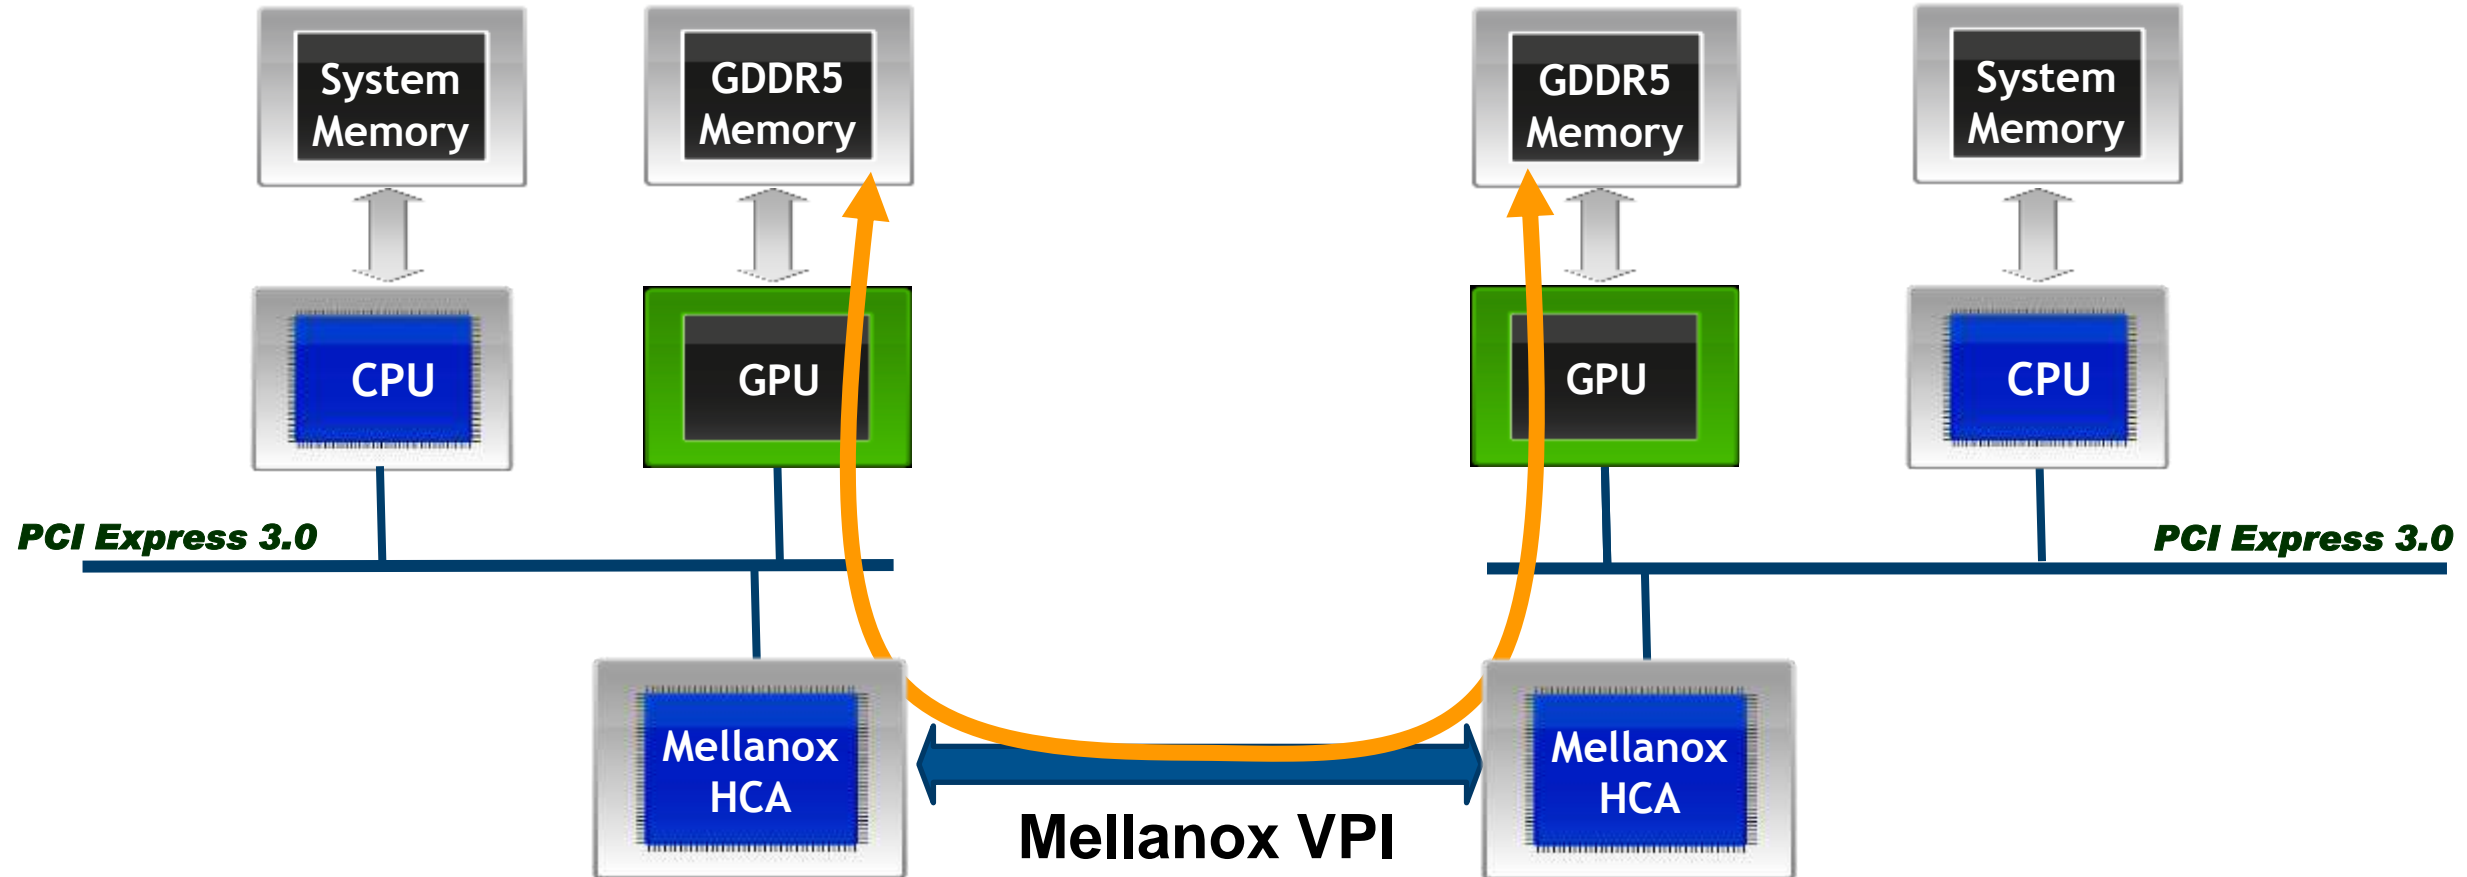 System
Memory
GDDR5
Memory
GDDR5
Memory
System
Memory
CPU
GPU
GPU
CPU
PCI Express 3.0
PCI Express 3.0
Mellanox
HCA
Mellanox
HCA
Mellanox VPI